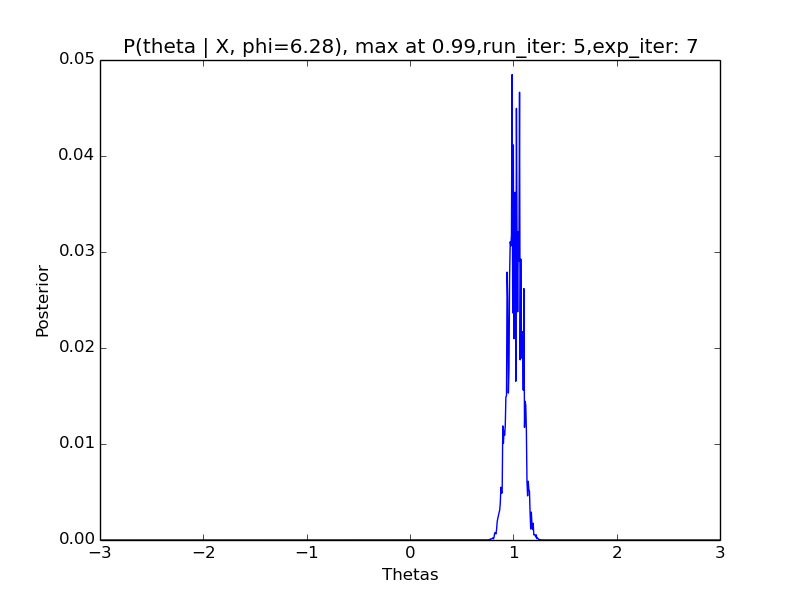 P(theta | X, phi=6.28), max at 0.99,run_iter: 5,exp_iter: 7
0.05
0.04
0.03
0.02
0.01
0.00
Posterior
−3 −2 −1 0 1 2 3
Thetas